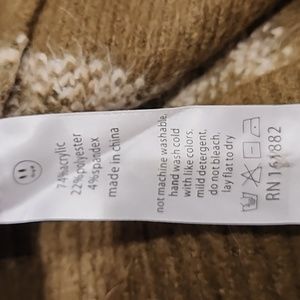 74%acrylic
22%polyester
4%spandex
made in china
not machine washable,
hand wash cold
with like colors.
mild detergent.
do not bleach.
lay flat to dry
RN 161882